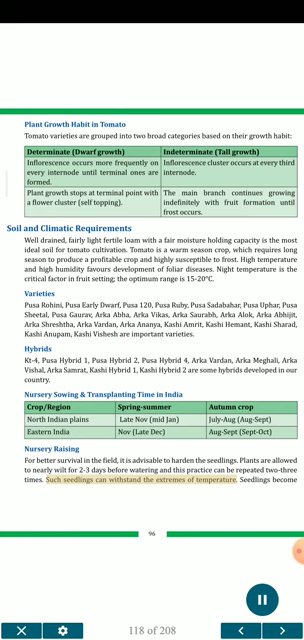 Plant Growth Habit in Tomato
Tomato varieties are grouped into two broad categories based on their growth habit:
Determinate (Dwarf growth)
Indeterminate (Tall growth)
Inflorescence occurs more frequently on
every internode until terminal ones are
formed.
Inflorescence cluster occurs at every third
internode.
Plant growth stops at terminal point with
a flower cluster (self topping).
The main branch continues growing
indefinitely with fruit formation until
frost occurs.
Soil and Climatic Requirements
Well drained, fairly light fertile loam with a fair moisture holding capacity is the most
ideal soil for tomato cultivation. Tomato is a warm season crop, which requires long
season to produce a profitable crop and highly susceptible to frost. High temperature
and high humidity favours development of foliar diseases. Night temperature is the
critical factor in fruit setting; the optimum range is 15-20°C.
Varieties
Pusa Rohini, Pusa Early Dwarf, Pusa 120, Pusa Ruby, Pusa Sadabahar, Pusa Uphar, Pusa
Sheetal, Pusa Gaurav, Arka Abha, Arka Vikas, Arka Saurabh, Arka Alok, Arka Abhijit,
Arka Shreshtha, Arka Vardan, Arka Ananya, Kashi Amrit, Kashi Hemant, Kashi Sharad,
Kashi Anupam, Kashi Vishesh are important varieties.
Hybrids
Kt-4, Pusa Hybrid 1, Pusa Hybrid 2, Pusa Hybrid 4, Arka Vardan, Arka Meghali, Arka
Vishal, Arka Samrat, Kashi Hybrid 1, Kashi Hybrid 2 are some hybrids developed in our
country.
Nursery Sowing & Transplanting Time in India
Crop/Region
Spring-summer
Autumn crop
North Indian plains
Late Nov (mid Jan)
July-Aug (Aug-Sept)
Eastern India
Nov (Late Dec)
Aug-Sept (Sept-Oct)
Nursery Raising
For better survival in the field, it is advisable to harden the seedlings. Plants are allowed
to nearly wilt for 2-3 days before watering and this practice can be repeated two-three
times. Such seedlings can withstand the extremes of temperature. Seedlings become
96
118 of 208